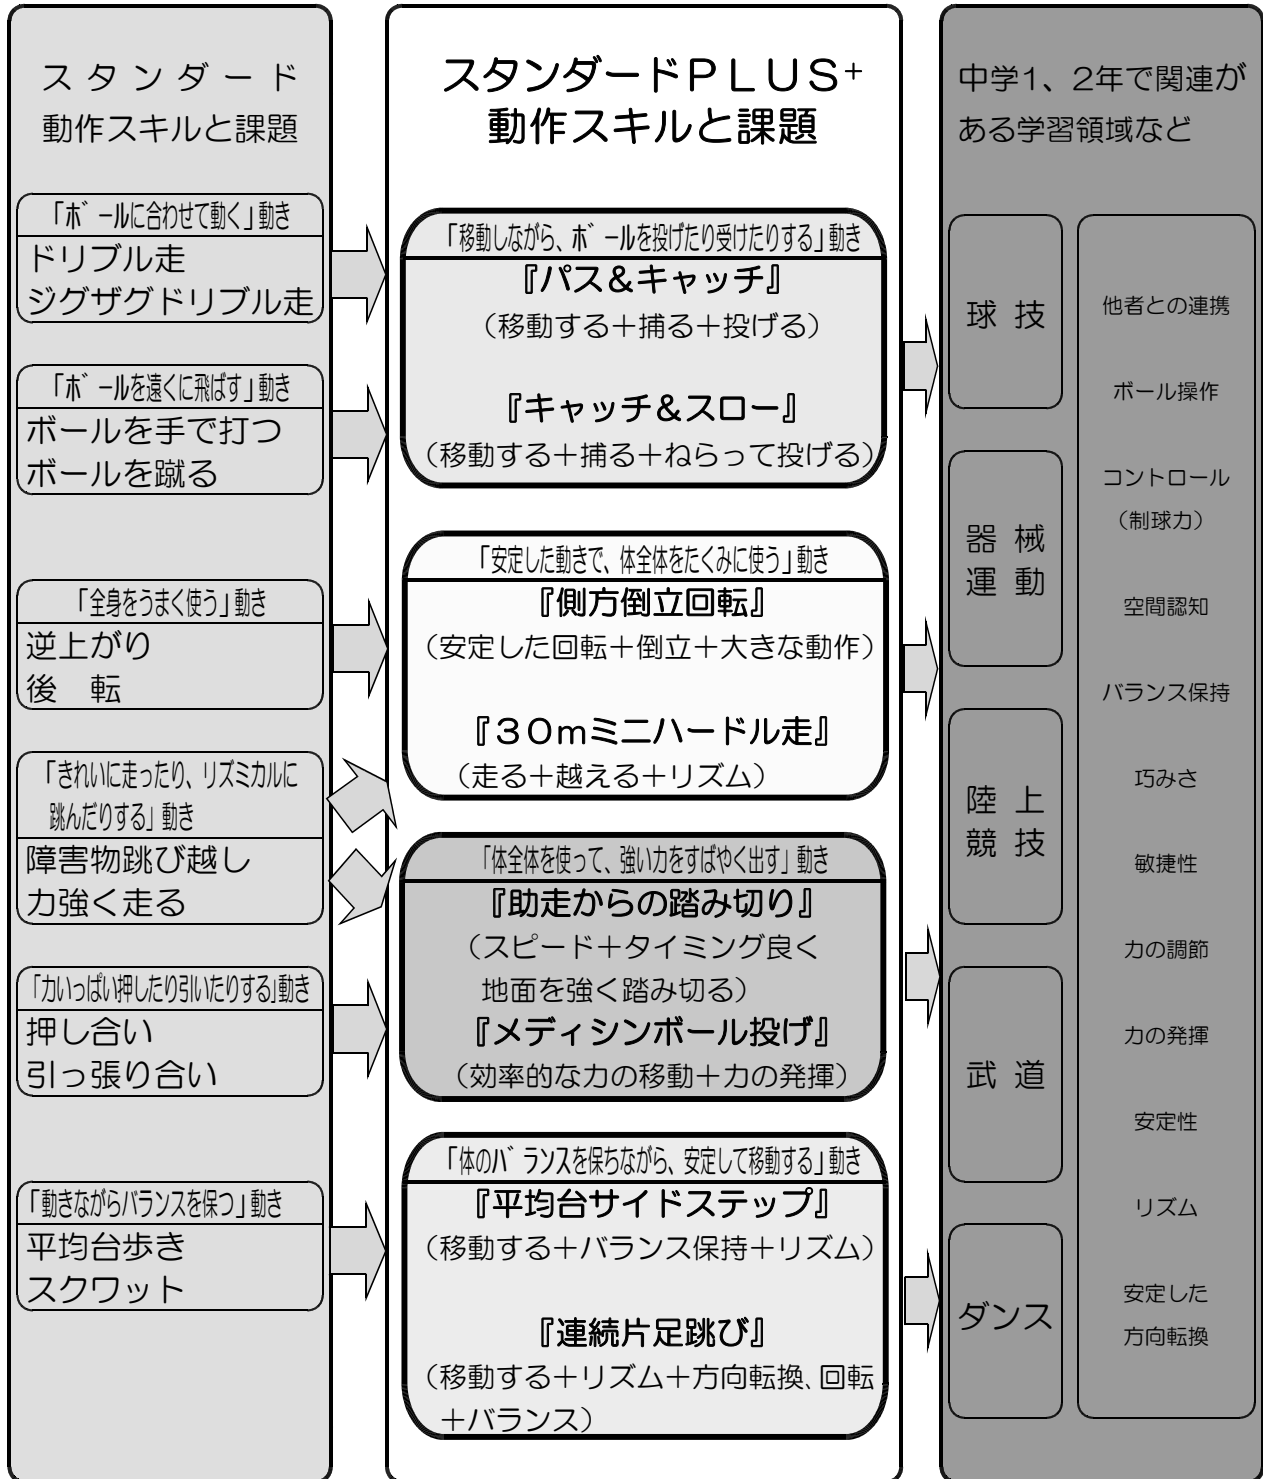 スタンダード
動作スキルと課題
「ボールに合わせて動く」動き
ドリブル走
ジグザグドリブル走
「ボールを遠くに飛ばす」動き
ボールを手で打つ
ボールを蹴る
「全身をうまく使う」動き
逆上がり
後　転
「きれいに走ったり、リズミカルに
跳んだりする」動き
障害物跳び越し
力強く走る
「力いっぱい押したり引いたりする」動き
押し合い
引っ張り合い
「動きながらバランスを保つ」動き
平均台歩き
スクワット
スタンダードＰＬＵＳ⁺
動作スキルと課題
「移動しながら、ボールを投げたり受けたりする」動き
『パス＆キャッチ』
（移動する＋捕る＋投げる）
『キャッチ＆スロー』
（移動する＋捕る＋ねらって投げる）
「安定した動きで、体全体をたくみに使う」動き
『側方倒立回転』
（安定した回転＋倒立＋大きな動作）
『３０ｍミニハードル走』
（走る＋越える＋リズム）
「体全体を使って、強い力をすばやく出す」動き
『助走からの踏み切り』
（スピード＋タイミング良く
地面を強く踏み切る）
『メディシンボール投げ』
（効率的な力の移動＋力の発揮）
「体のバランスを保ちながら、安定して移動する」動き
『平均台サイドステップ』
（移動する＋バランス保持＋リズム）
『連続片足跳び』
（移動する＋リズム＋方向転換、回転
＋バランス）
中学1、2年で関連が
ある学習領域など
球 技
器 械
運 動
陸 上
競 技
武 道
ダンス
他者との連携
ボール操作
コントロール
（制球力）
空間認知
バランス保持
巧みさ
敏捷性
力の調節
力の発揮
安定性
リズム
安定した
方向転換